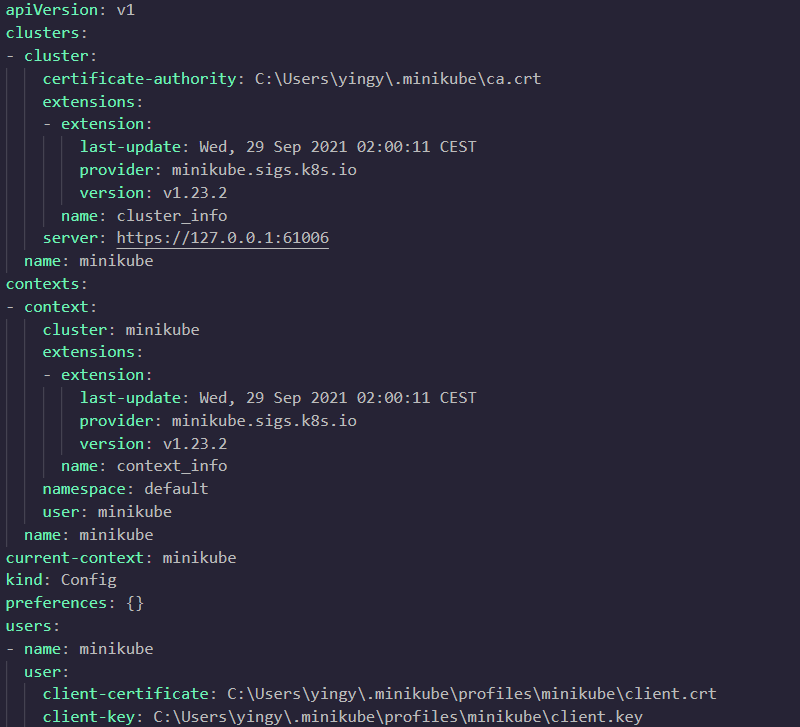 apiVersion: v1
clusters:
- cluster:
    certificate-authority: C:\Users\yingy\.minikube\ca.crt
    extensions:
    - extension:
        last-update: Wed, 29 Sep 2021 02:00:11 CEST
        provider: minikube.sigs.k8s.io
        version: v1.23.2
      name: cluster_info
    server: https://127.0.0.1:61006
  name: minikube
contexts:
- context:
    cluster: minikube
    extensions:
    - extension:
        last-update: Wed, 29 Sep 2021 02:00:11 CEST
        provider: minikube.sigs.k8s.io
        version: v1.23.2
      name: context_info
    namespace: default
    user: minikube
  name: minikube
current-context: minikube
kind: Config
preferences: {}
users:
- name: minikube
  user:
    client-certificate: C:\Users\yingy\.minikube\profiles\minikube\client.crt
    client-key: C:\Users\yingy\.minikube\profiles\minikube\client.key